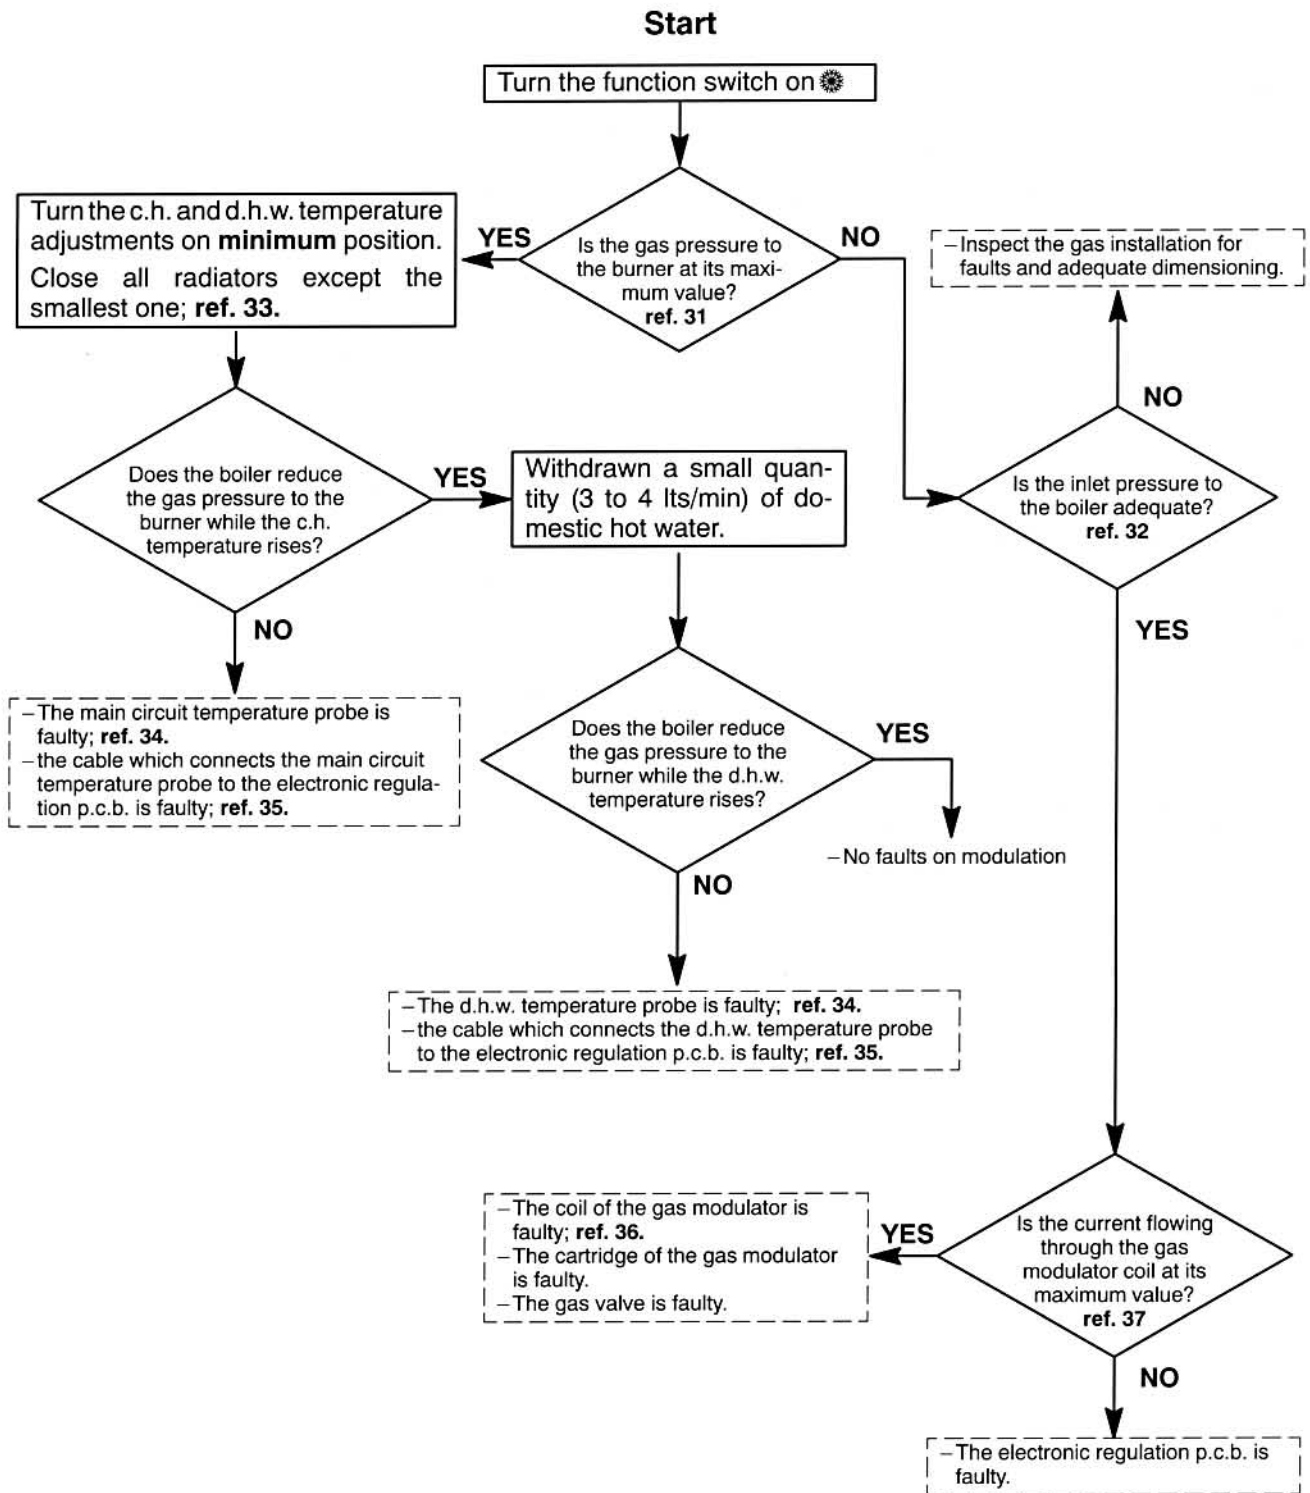 Start
Turn the function switch on
Turn the c.h. and d.h.w. temperature
adjustments on minimum position.
Close all radiators except the
smallest one; ref. 33.
YES
Is the gas pressure to
the burner at its maxi-
mum value?
ref. 31
NO
– Inspect the gas installation for
faults and adequate dimensioning.
NO
Does the boiler reduce
the gas pressure to the
burner while the c.h.
temperature rises?
YES
Withdrawn a small quan-
tity (3 to 4 lts/min) of do-
mestic hot water.
Is the inlet pressure to
the boiler adequate?
ref. 32
YES
NO
– The main circuit temperature probe is
faulty; ref. 34.
– the cable which connects the main circuit
temperature probe to the electronic regula-
tion p.c.b. is faulty; ref. 35.
Does the boiler reduce
the gas pressure to the
burner while the d.h.w.
temperature rises?
YES
– No faults on modulation
NO
– The d.h.w. temperature probe is faulty; ref. 34.
– the cable which connects the d.h.w. temperature probe
to the electronic regulation p.c.b. is faulty; ref. 35.
– The coil of the gas modulator is
faulty; ref. 36.
– The cartridge of the gas modulator
is faulty.
– The gas valve is faulty.
YES
Is the current flowing
through the gas
modulator coil at its
maximum value?
ref. 37
NO
– The electronic regulation p.c.b. is
faulty.